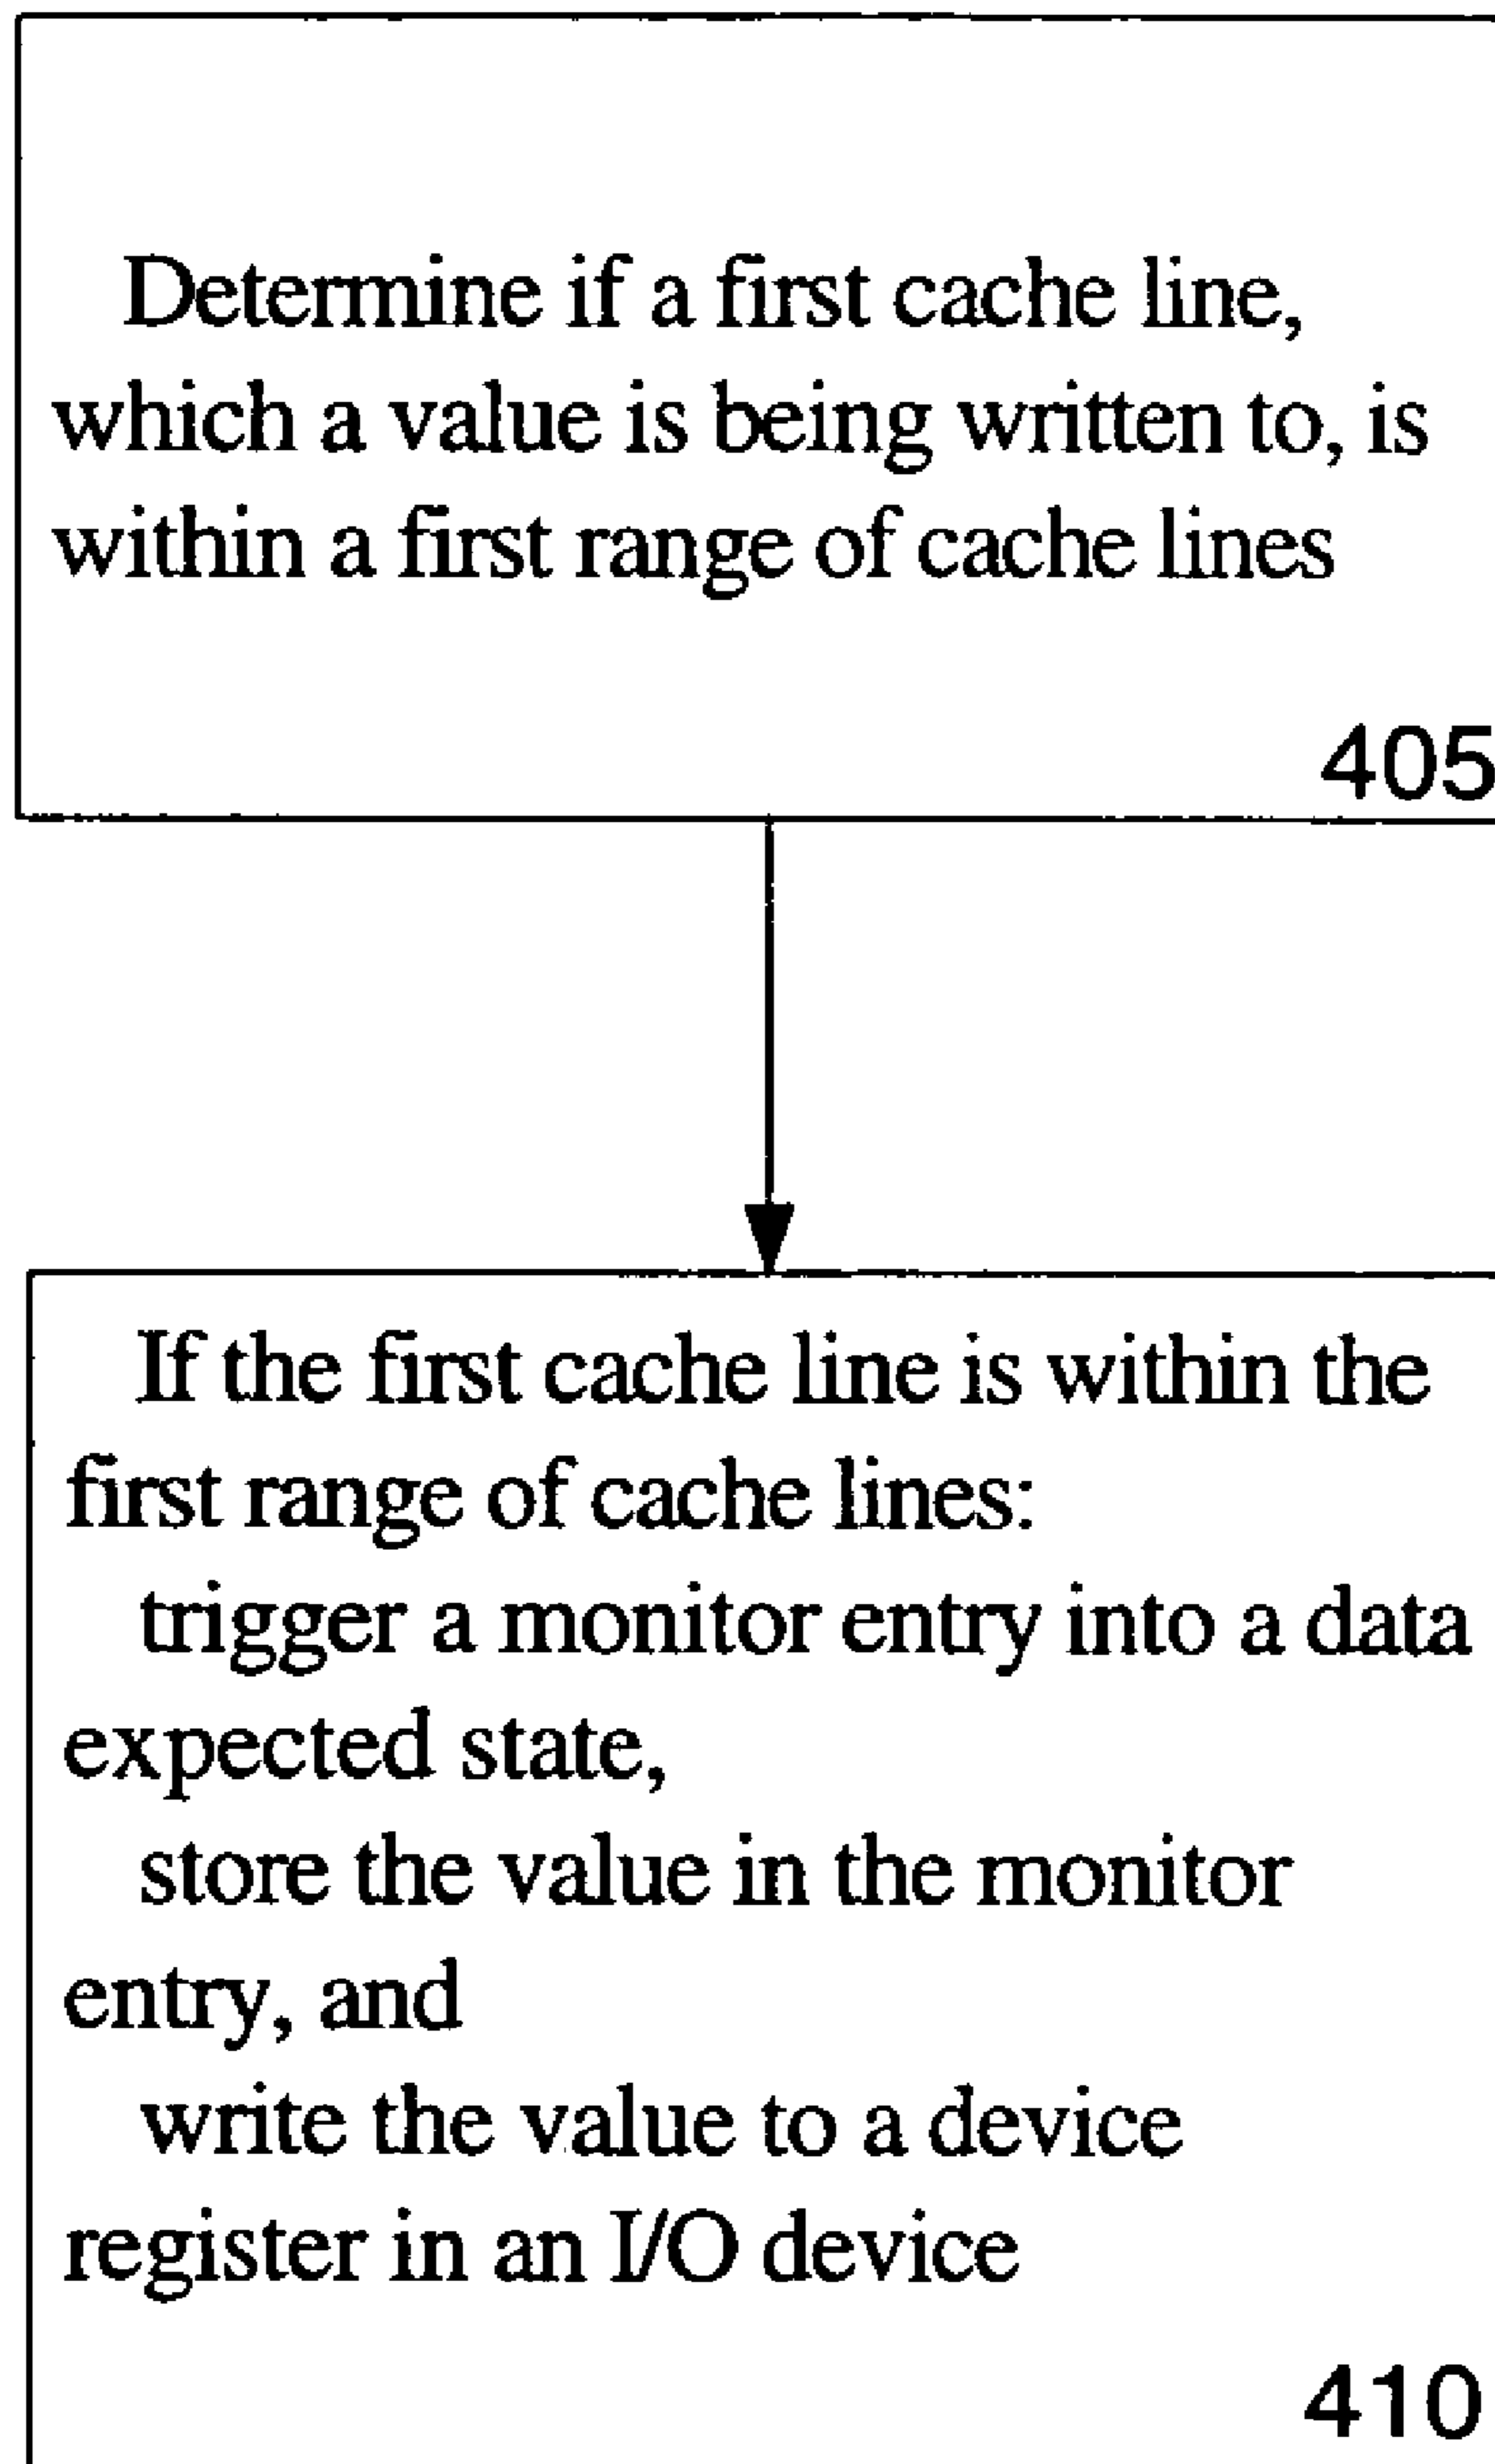 Determine if a first cache line,
which a value is being written to, is
within a first range of cache lines
405
If the first cache line is within the
first range of cache lines:
trigger a monitor entry into a data
expected state,
store the value in the monitor
entry, and
write the value to a device
register in an I/O device
410